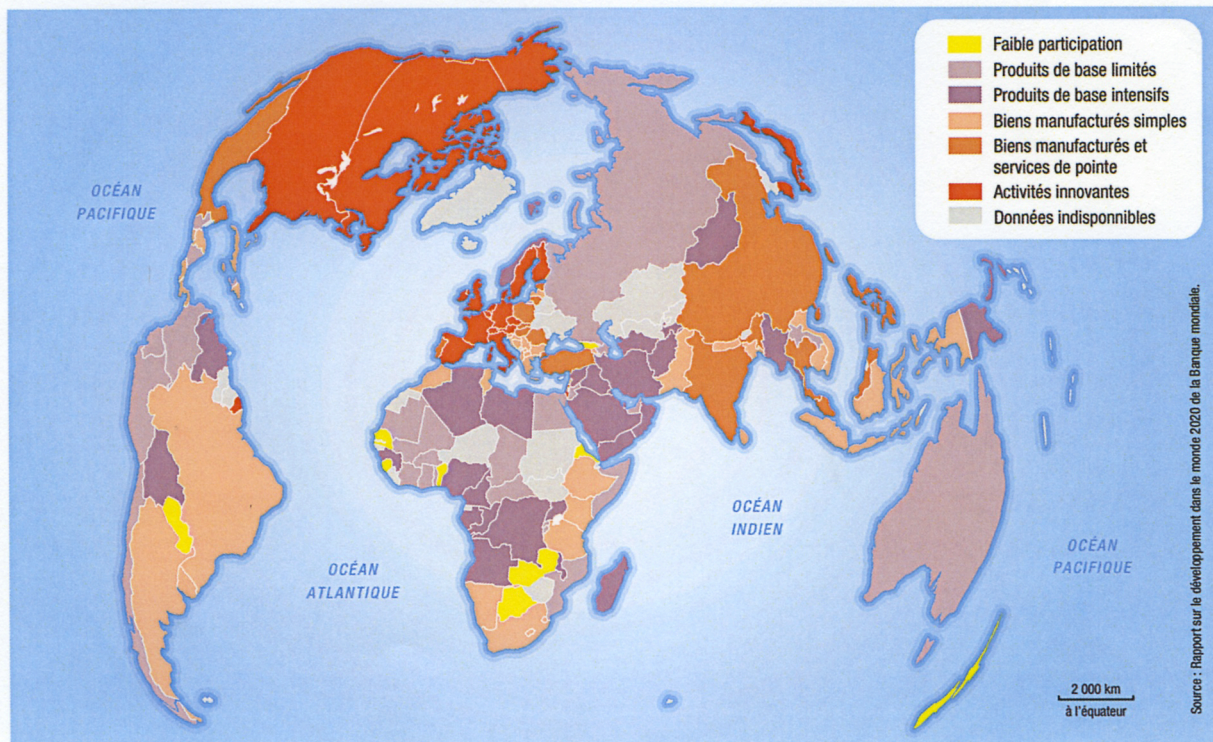 Faible participation
Produits de base limités
Produits de base intensifs
Biens manufacturés simples
Biens manufacturés et
services de pointe
Activités innovantes
Données indisponnibles
OCÉAN
PACIFIQUE
OCÉAN
ATLANTIQUE
OCÉAN
INDIEN
OCÉAN
PACIFIQUE
2 000 km
à l'équateur
Source : Rapport sur le développement dans le monde 2020 de la Banque mondiale.